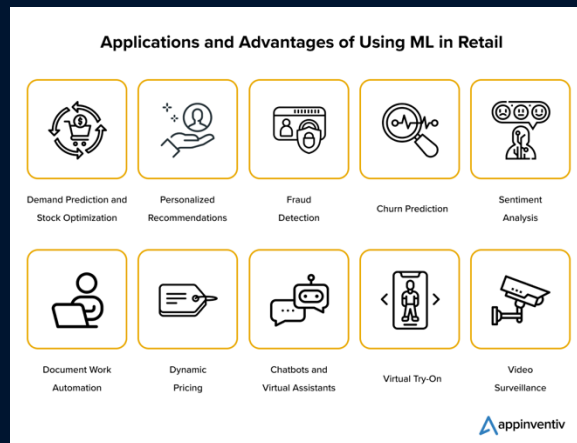 Applications and Advantages of Using ML in Retail
Demand Prediction and
Stock Optimization
Personalized
Recommendations
Fraud
Detection
Churn Prediction
Sentiment
Analysis
Document Work
Automation
Dynamic
Pricing
Chatbots and
Virtual Assistants
Virtual Try-On
Video
Surveillance
appinventiv